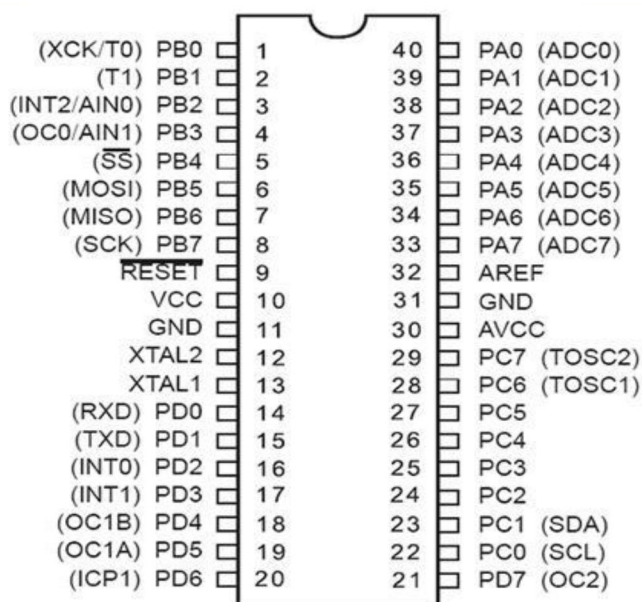 (XCK/T0) PB0 1 40 PA0 (ADC0)
(T1) PB1 2 39 PA1 (ADC1)
(INT2/AIN0) PB2 3 38 PA2 (ADC2)
(OC0/AIN1) PB3 4 37 PA3 (ADC3)
(SS) PB4 5 36 PA4 (ADC4)
(MOSI) PB5 6 35 PA5 (ADC5)
(MISO) PB6 7 34 PA6 (ADC6)
(SCK) PB7 8 33 PA7 (ADC7)
RESET 9 32 AREF
VCC 10 31 GND
GND 11 30 AVCC
XTAL2 12 29 PC7 (TOSC2)
XTAL1 13 28 PC6 (TOSC1)
(RXD) PD0 14 27 PC5
(TXD) PD1 15 26 PC4
(INT0) PD2 16 25 PC3
(INT1) PD3 17 24 PC2
(OC1B) PD4 18 23 PC1 (SDA)
(OC1A) PD5 19 22 PC0 (SCL)
(ICP1) PD6 20 21 PD7 (OC2)